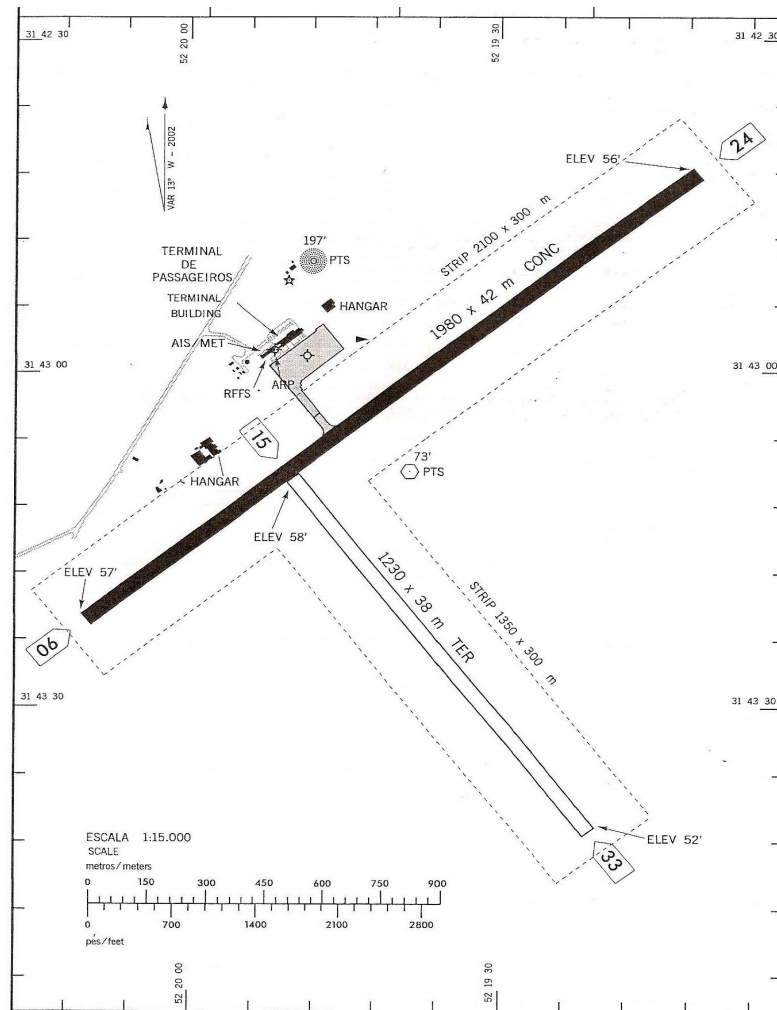 52 20 00
52 19 30
31 42 30
31 42 30
VAR 13° W - 2002
24
ELEV 56'
STRIP 2100 x 300 m
1980 x 42 m CONC
197'
PTS
TERMINAL
DE
PASSAGEIROS
TERMINAL
BUILDING
HANGAR
AIS/MET
RFFS
ARP
31 43 00
31 43 00
15
73'
PTS
HANGAR
ELEV 58'
ELEV 57'
1230 x 38 m TER
STRIP 1350 x 300 m
06
31 43 30
31 43 30
ELEV 52'
33
ESCALA 1:15.000
SCALE
metros/meters
0 150 300 450 600 750 900
0 700 1400 2100 2800
pés/feet
52 20 00
52 19 30